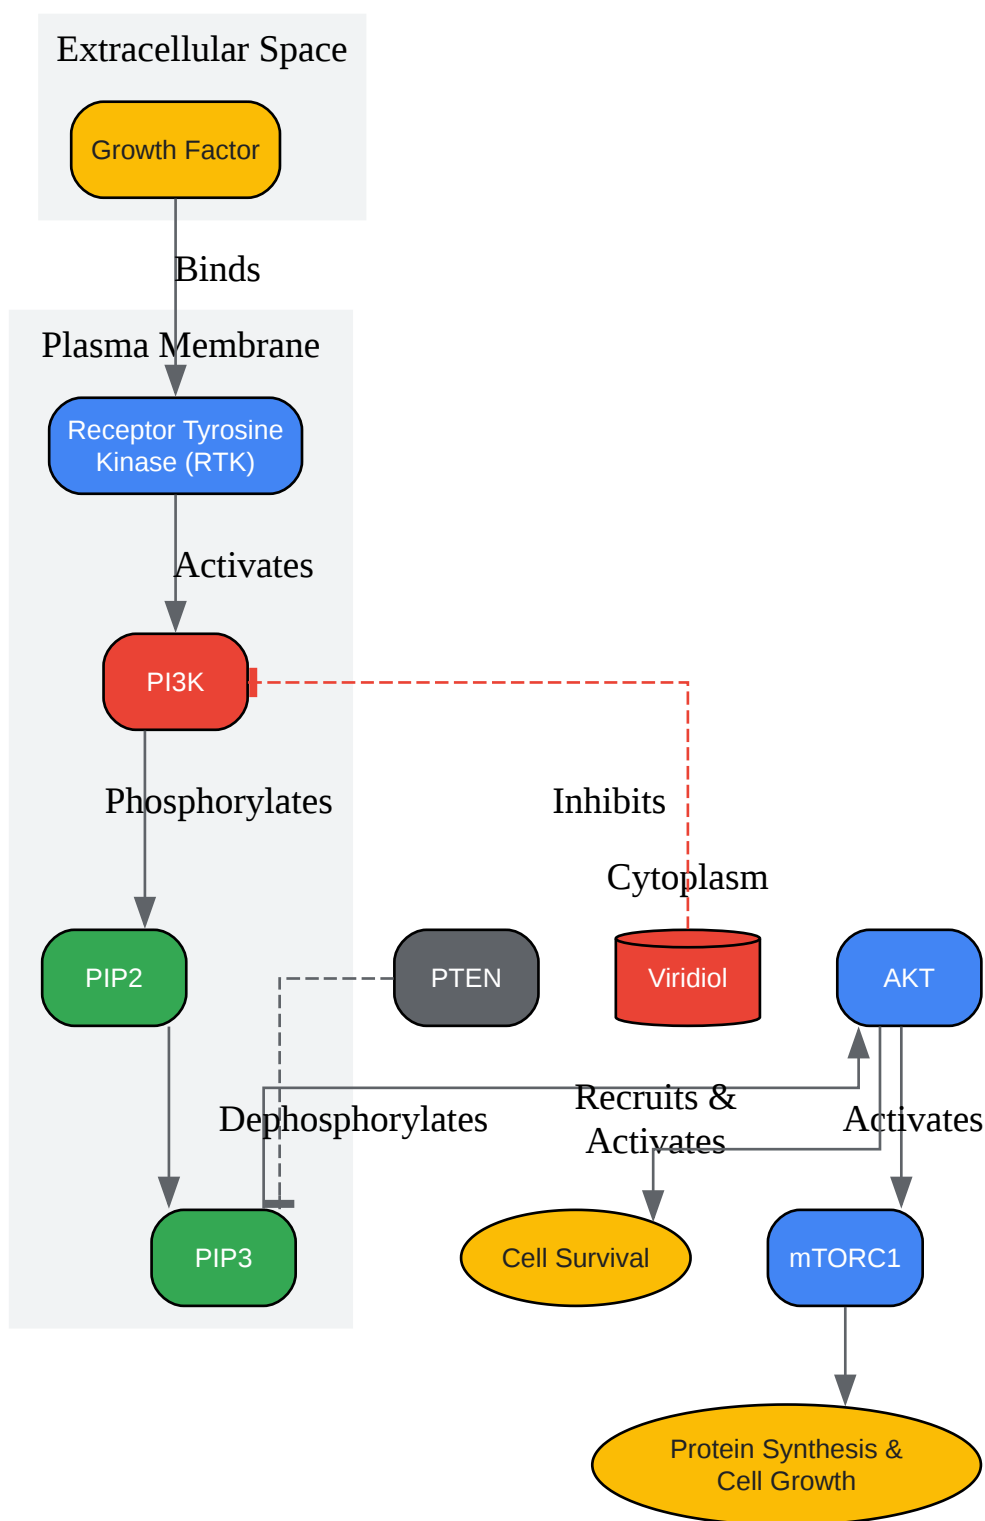 Extracellular Space
Growth Factor
Binds
Plasma Membrane
Receptor Tyrosine
Kinase (RTK)
Activates
PI3K
Phosphorylates
Inhibits
Cytoplasm
PIP2
PTEN
Viridiol
AKT
Dephosphorylates
Recruits &
Activates
Activates
PIP3
Cell Survival
mTORC1
Protein Synthesis &
Cell Growth